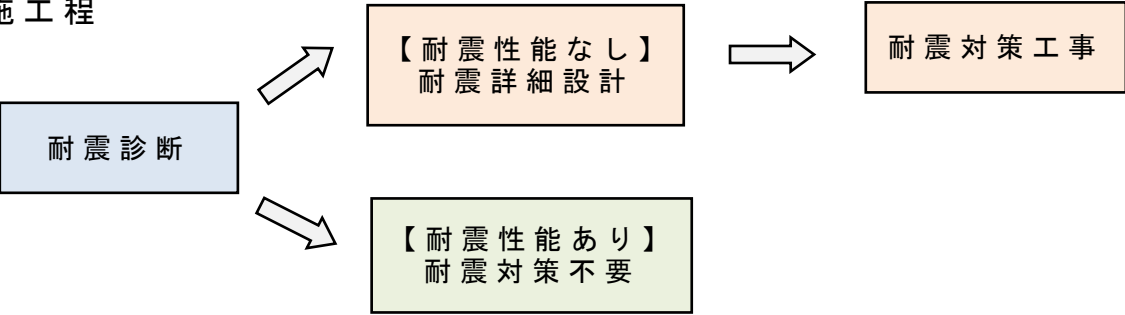 施工程
耐震診断
【耐震性能なし】
耐震詳細設計
耐震対策工事
【耐震性能あり】
耐震対策不要